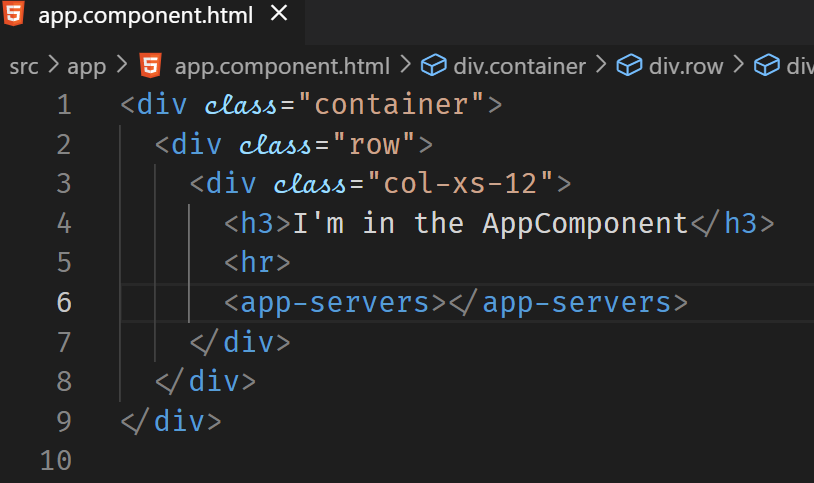 app.component.html ×
src > app > app.component.html > div.container > div.row > div
1 <div class="container">
2 <div class="row">
3 <div class="col-xs-12">
4 <h3>I'm in the AppComponent</h3>
5 <hr>
6 <app-servers></app-servers>
7 </div>
8 </div>
9 </div>
10